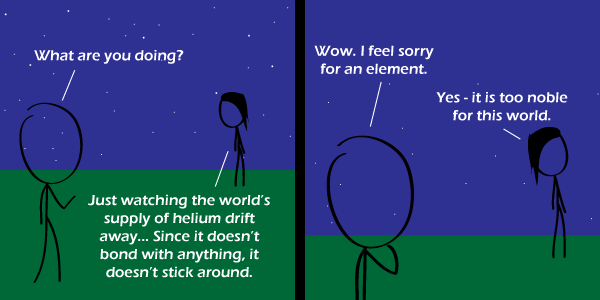 What are you doing?
Just watching the world's
supply of helium drift
away... Since it doesn't
bond with anything, it
doesn't stick around.
Wow. I feel sorry
for an element.
Yes - it is too noble
for this world.